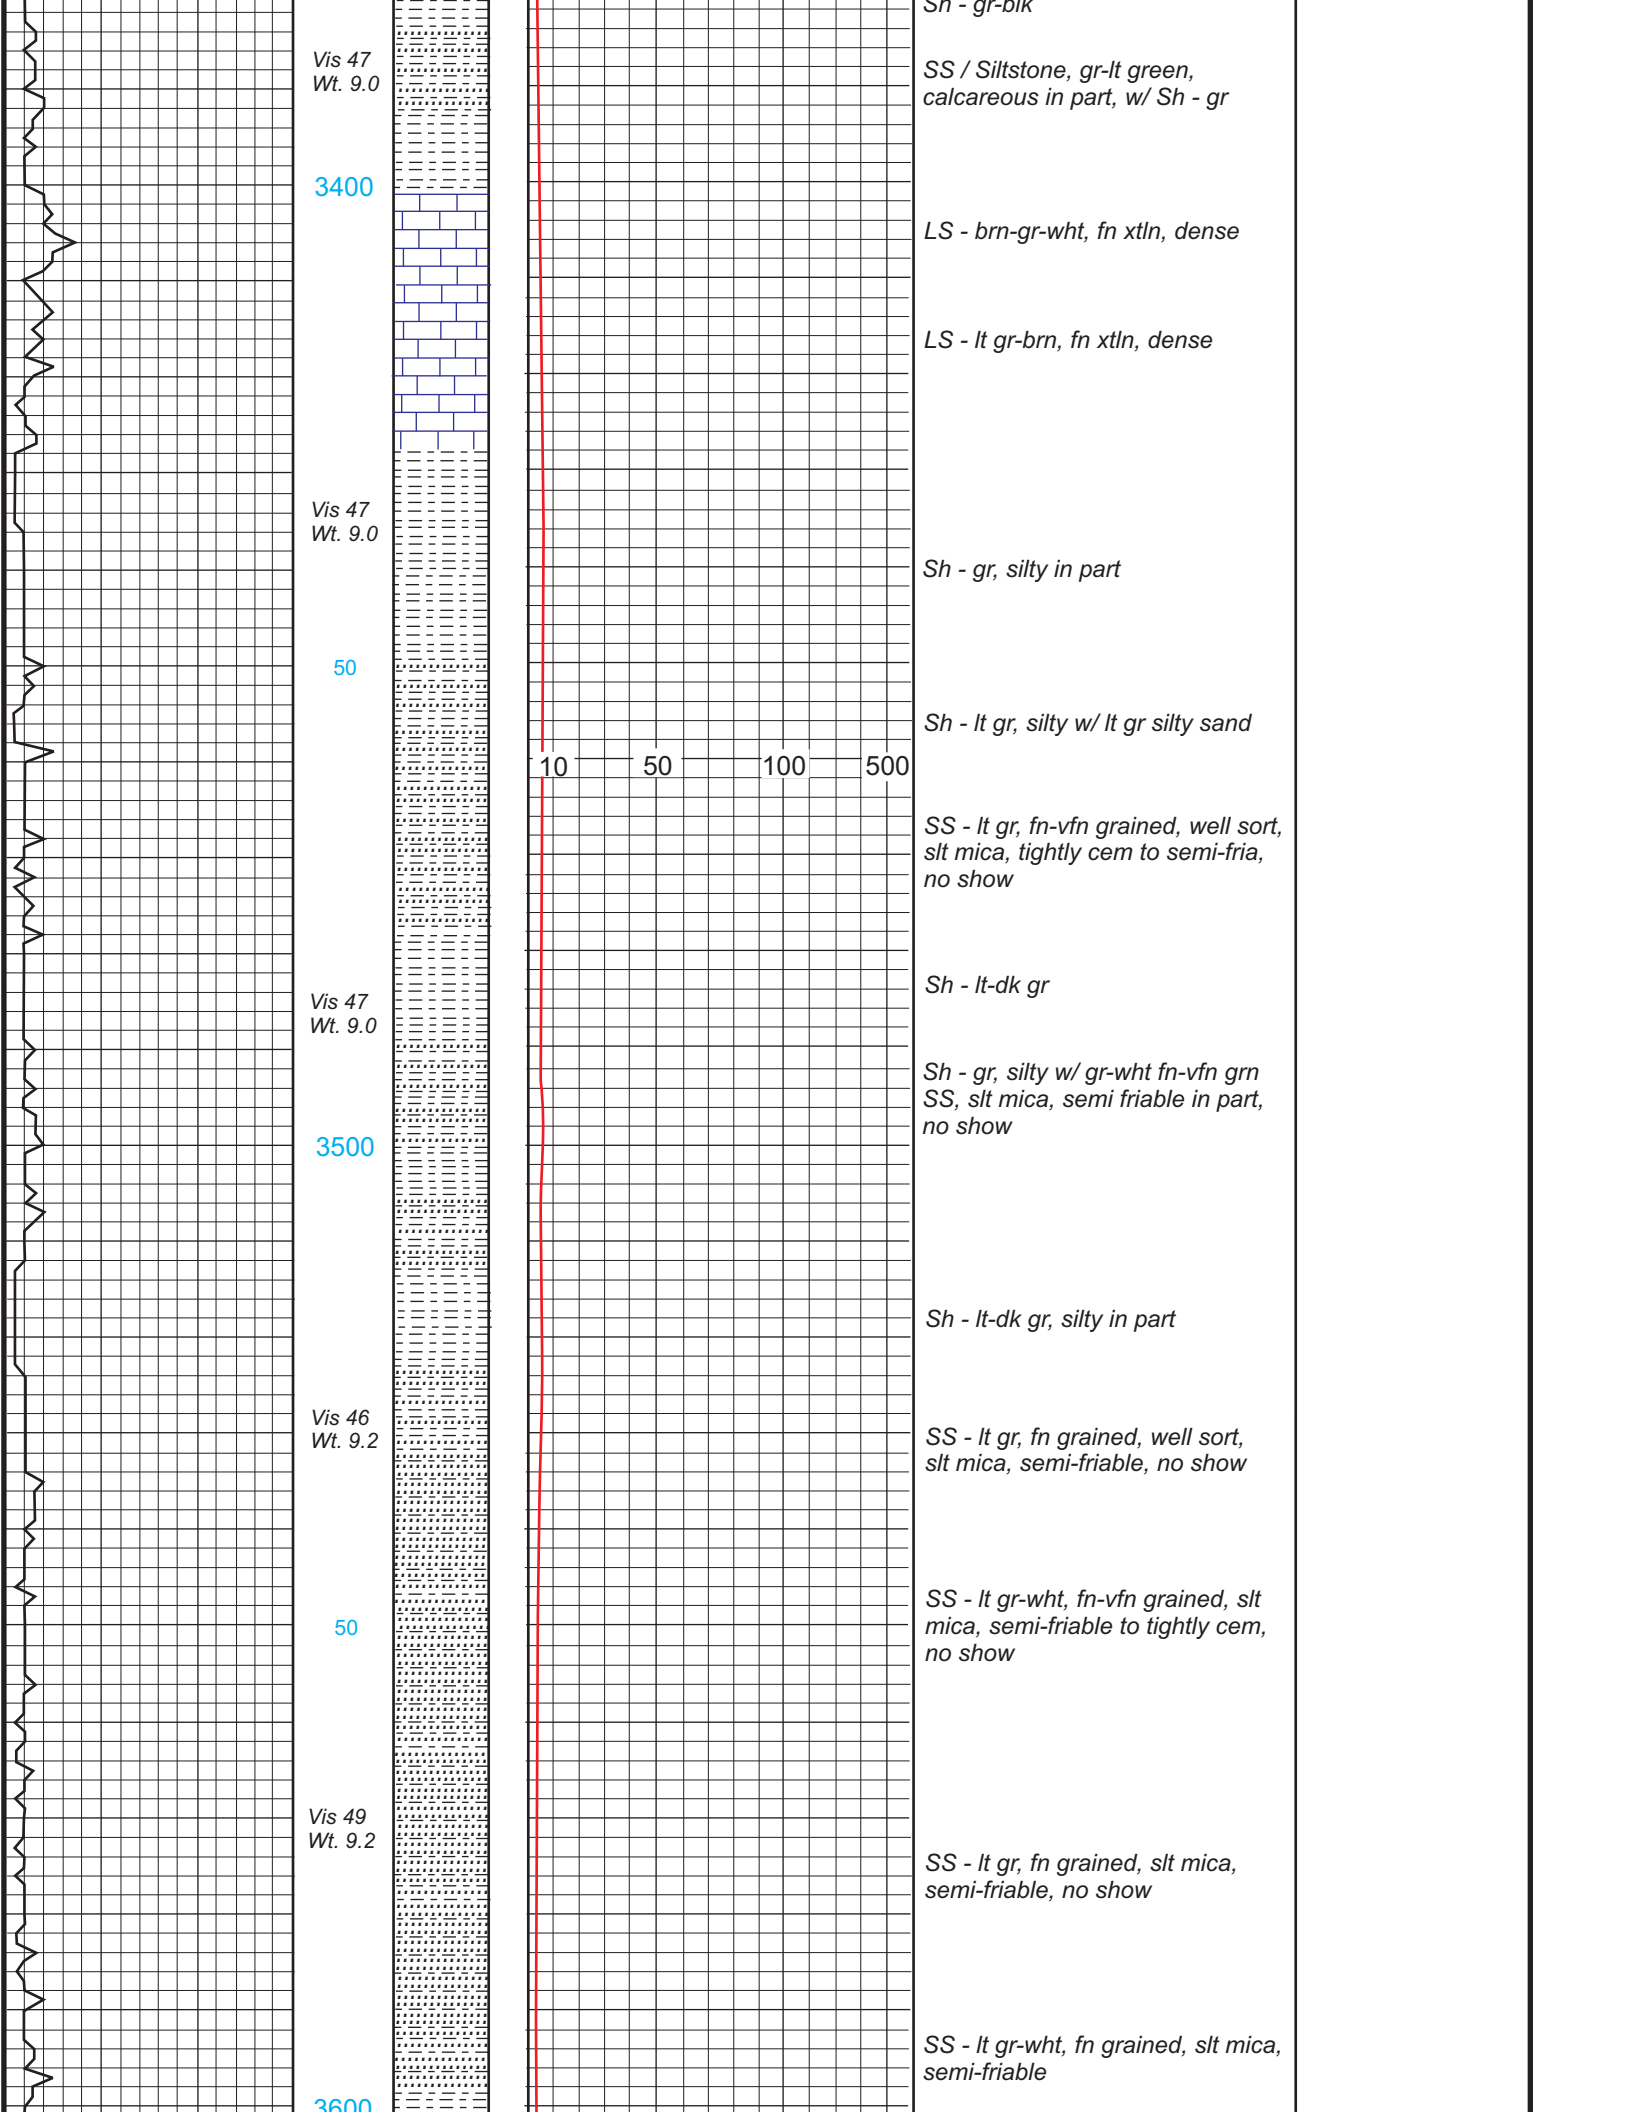 Sh - gr-blk
Vis 47
Wt. 9.0
SS / Siltstone, gr-lt green,
calcareous in part, w/ Sh - gr
3400
LS - brn-gr-wht, fn xtln, dense
LS - lt gr-brn, fn xtln, dense
Vis 47
Wt. 9.0
Sh - gr, silty in part
50
Sh - lt gr, silty w/ lt gr silty sand
10 50 100 500
SS - lt gr, fn-vfn grained, well sort,
slt mica, tightly cem to semi-fria,
no show
Sh - lt-dk gr
Vis 47
Wt. 9.0
Sh - gr, silty w/ gr-wht fn-vfn grn
SS, slt mica, semi friable in part,
no show
3500
Sh - lt-dk gr, silty in part
Vis 46
Wt. 9.2
SS - lt gr, fn grained, well sort,
slt mica, semi-friable, no show
SS - lt gr-wht, fn-vfn grained, slt
mica, semi-friable to tightly cem,
no show
50
Vis 49
Wt. 9.2
SS - lt gr, fn grained, slt mica,
semi-friable, no show
SS - lt gr-wht, fn grained, slt mica,
semi-friable
3600